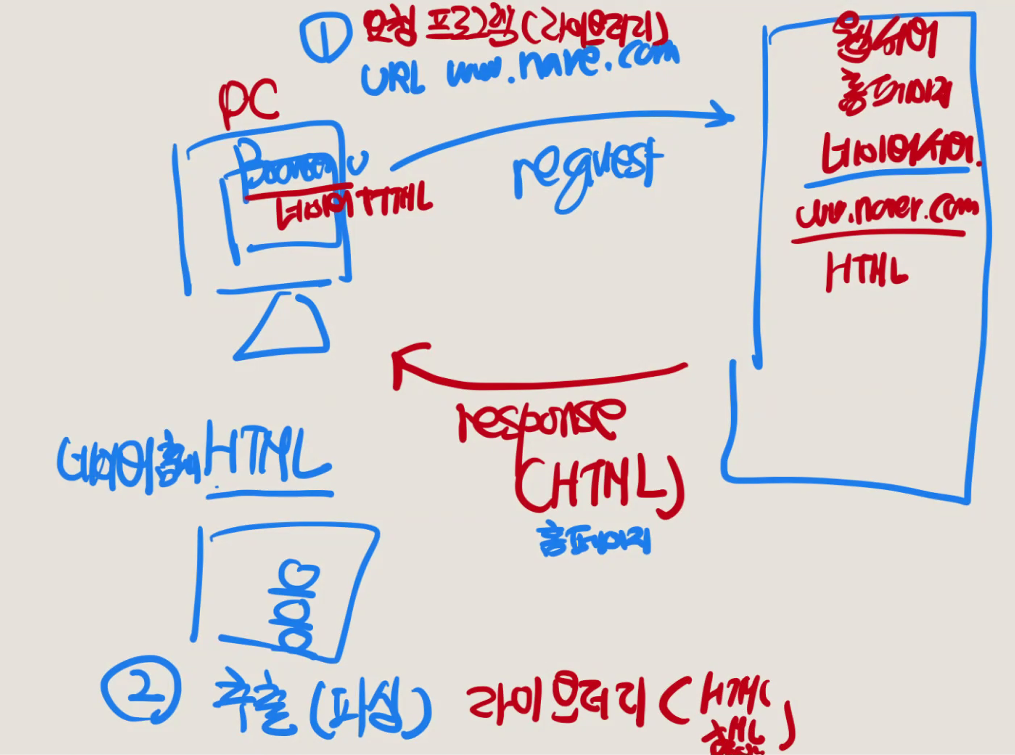 ① 요청 프로그램(라이브러리)
URL www.nave.com
PC
Browser
네이버 HTML
request
웹서버
홈페이지
네이버서버.
www.naver.com
HTML
response
(HTML)
홈페이지
네이버홈페 HTML
② 추출 (파싱) 라이브러리 (